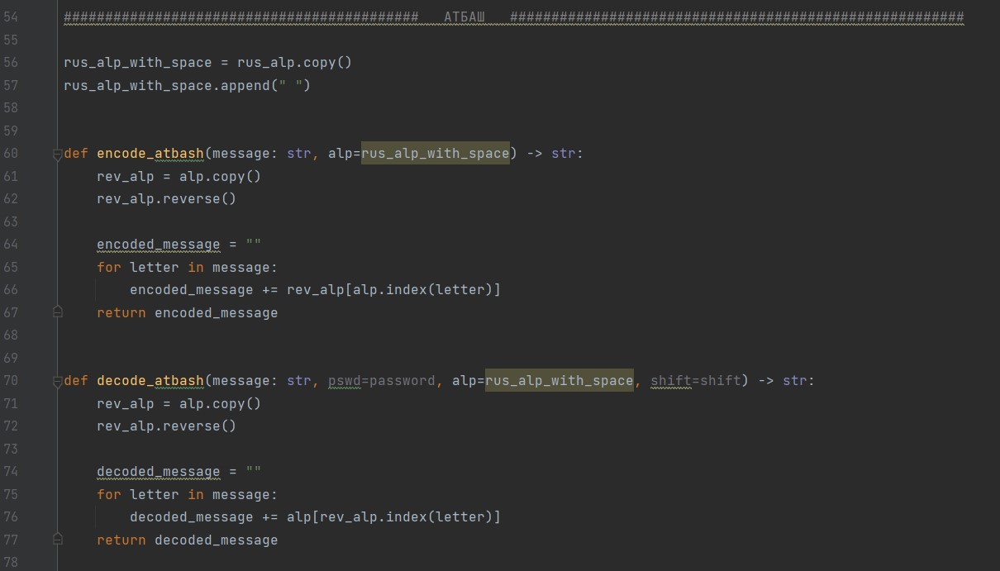 54 ########################################### АТБАШ #######################################################
55
56 rus_alp_with_space = rus_alp.copy()
57 rus_alp_with_space.append(" ")
58
59
60 def encode_atbash(message: str, alp=rus_alp_with_space) -> str:
61     rev_alp = alp.copy()
62     rev_alp.reverse()
63
64     encoded_message = ""
65     for letter in message:
66         encoded_message += rev_alp[alp.index(letter)]
67     return encoded_message
68
69
70 def decode_atbash(message: str, pswd=password, alp=rus_alp_with_space, shift=shift) -> str:
71     rev_alp = alp.copy()
72     rev_alp.reverse()
73
74     decoded_message = ""
75     for letter in message:
76         decoded_message += alp[rev_alp.index(letter)]
77     return decoded_message
78